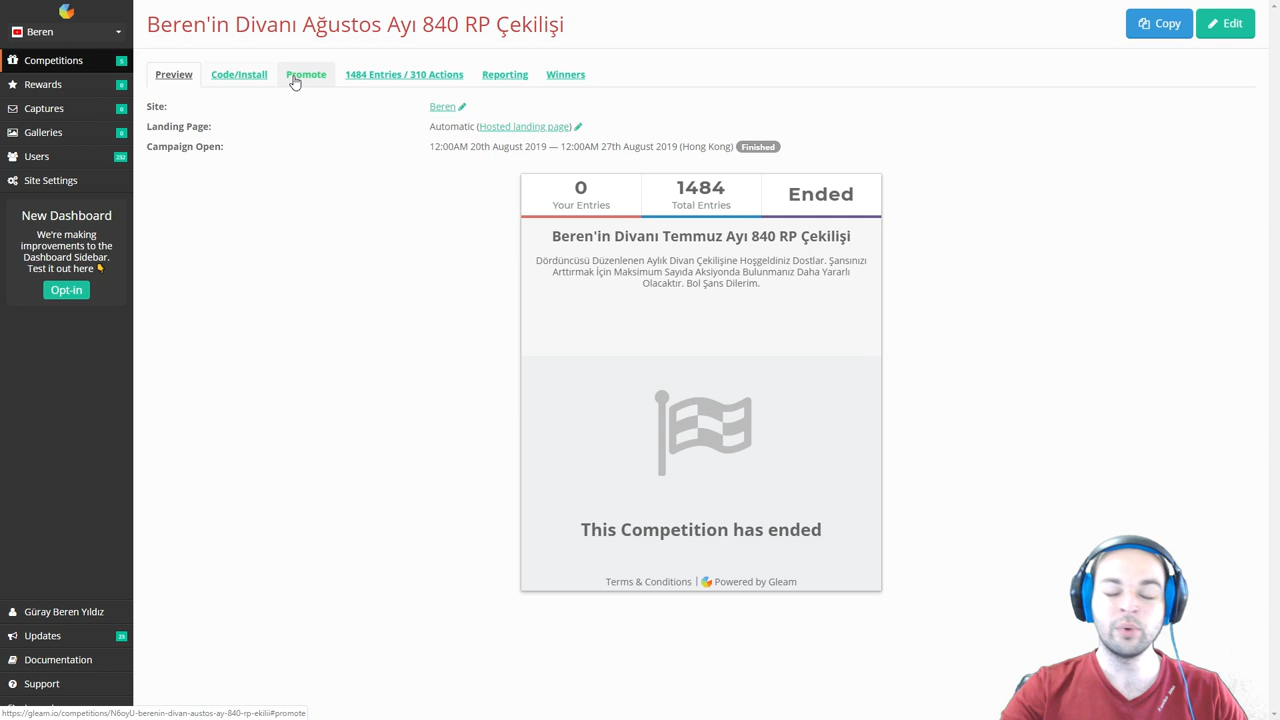 Beren
Competitions 5
Rewards 0
Captures 0
Galleries 0
Users 232
Site Settings
New Dashboard
We're making
improvements to the
Dashboard Sidebar.
Test it out here 👇
Opt-in
Güray Beren Yıldız
Updates 25
Documentation
Support
Beren'in Divanı Ağustos Ayı 840 RP Çekilişi
Copy
Edit
Preview
Code/Install
Promote
1484 Entries / 310 Actions
Reporting
Winners
Site: Beren
Landing Page: Automatic (Hosted landing page)
Campaign Open: 12:00AM 20th August 2019 — 12:00AM 27th August 2019 (Hong Kong) Finished
0
Your Entries
1484
Total Entries
Ended
Beren'in Divanı Temmuz Ayı 840 RP Çekilişi
Dördüncüsü Düzenlenen Aylık Divan Çekilişine Hoşgeldiniz Dostlar. Şansınızı
Arttırmak İçin Maksimum Sayıda Aksiyonda Bulunmanız Daha Yararlı
Olacaktır. Bol Şans Dilerim.
This Competition has ended
Terms & Conditions | Powered by Gleam
https://gleam.io/competitions/N6oyU-berenin-divan-austos-ay-840-rp-ekilii#promote